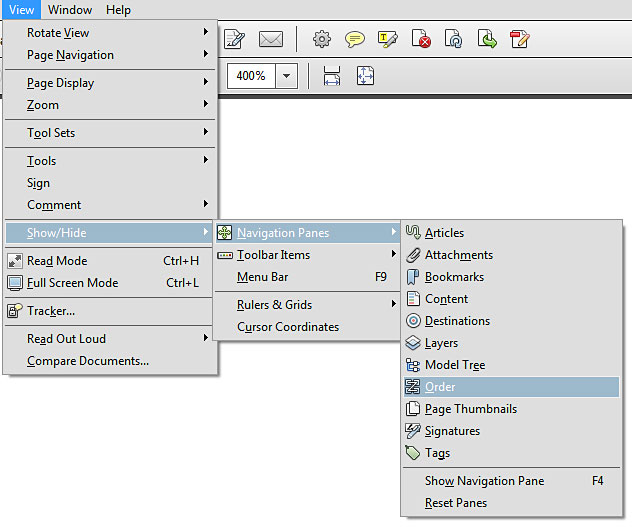 View Window Help
Rotate View
Page Navigation
Page Display
400%
Zoom
Tool Sets
Tools
Sign
Comment
Show/Hide
Read Mode Ctrl+H
Full Screen Mode Ctrl+L
Tracker...
Read Out Loud
Compare Documents...
Navigation Panes
Toolbar Items
Menu Bar F9
Rulers & Grids
Cursor Coordinates
Articles
Attachments
Bookmarks
Content
Destinations
Layers
Model Tree
Order
Page Thumbnails
Signatures
Tags
Show Navigation Pane F4
Reset Panes